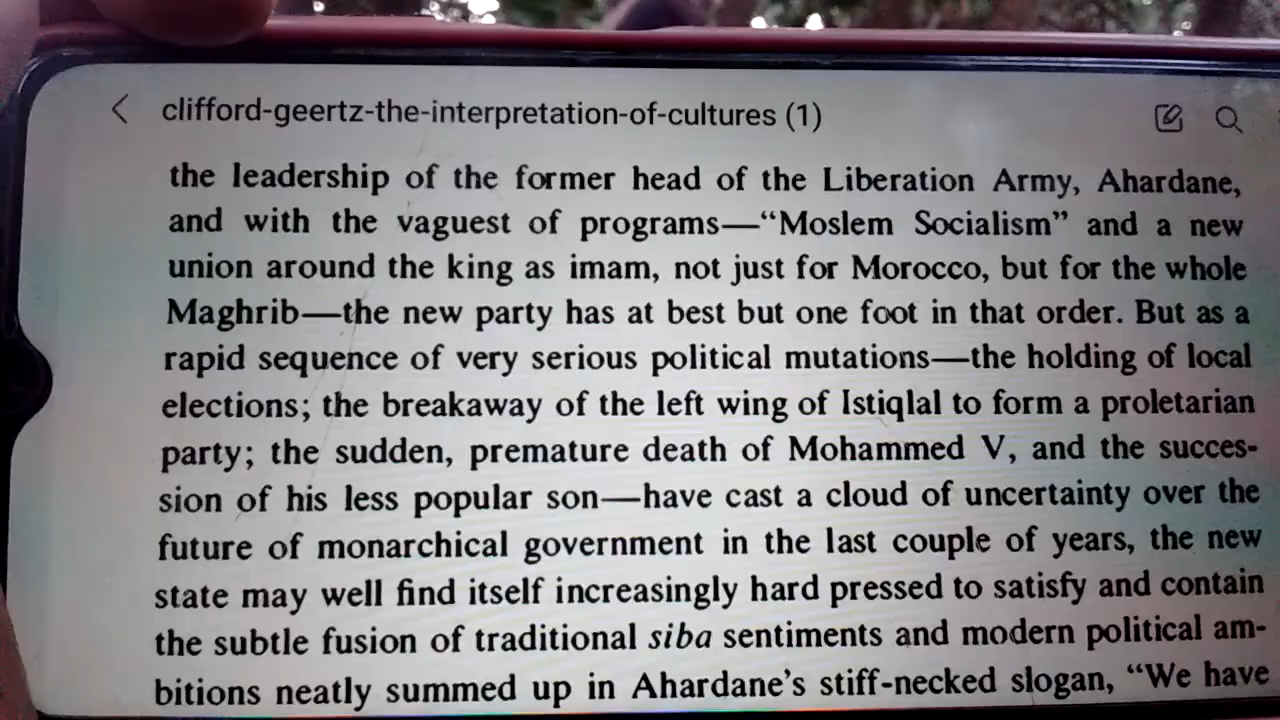 clifford-geertz-the-interpretation-of-cultures (1)
the leadership of the former head of the Liberation Army, Ahardane,
and with the vaguest of programs—“Moslem Socialism” and a new
union around the king as imam, not just for Morocco, but for the whole
Maghrib—the new party has at best but one foot in that order. But as a
rapid sequence of very serious political mutations—the holding of local
elections; the breakaway of the left wing of Istiqlal to form a proletarian
party; the sudden, premature death of Mohammed V, and the succes-
sion of his less popular son—have cast a cloud of uncertainty over the
future of monarchical government in the last couple of years, the new
state may well find itself increasingly hard pressed to satisfy and contain
the subtle fusion of traditional siba sentiments and modern political am-
bitions neatly summed up in Ahardane’s stiff-necked slogan, “We have